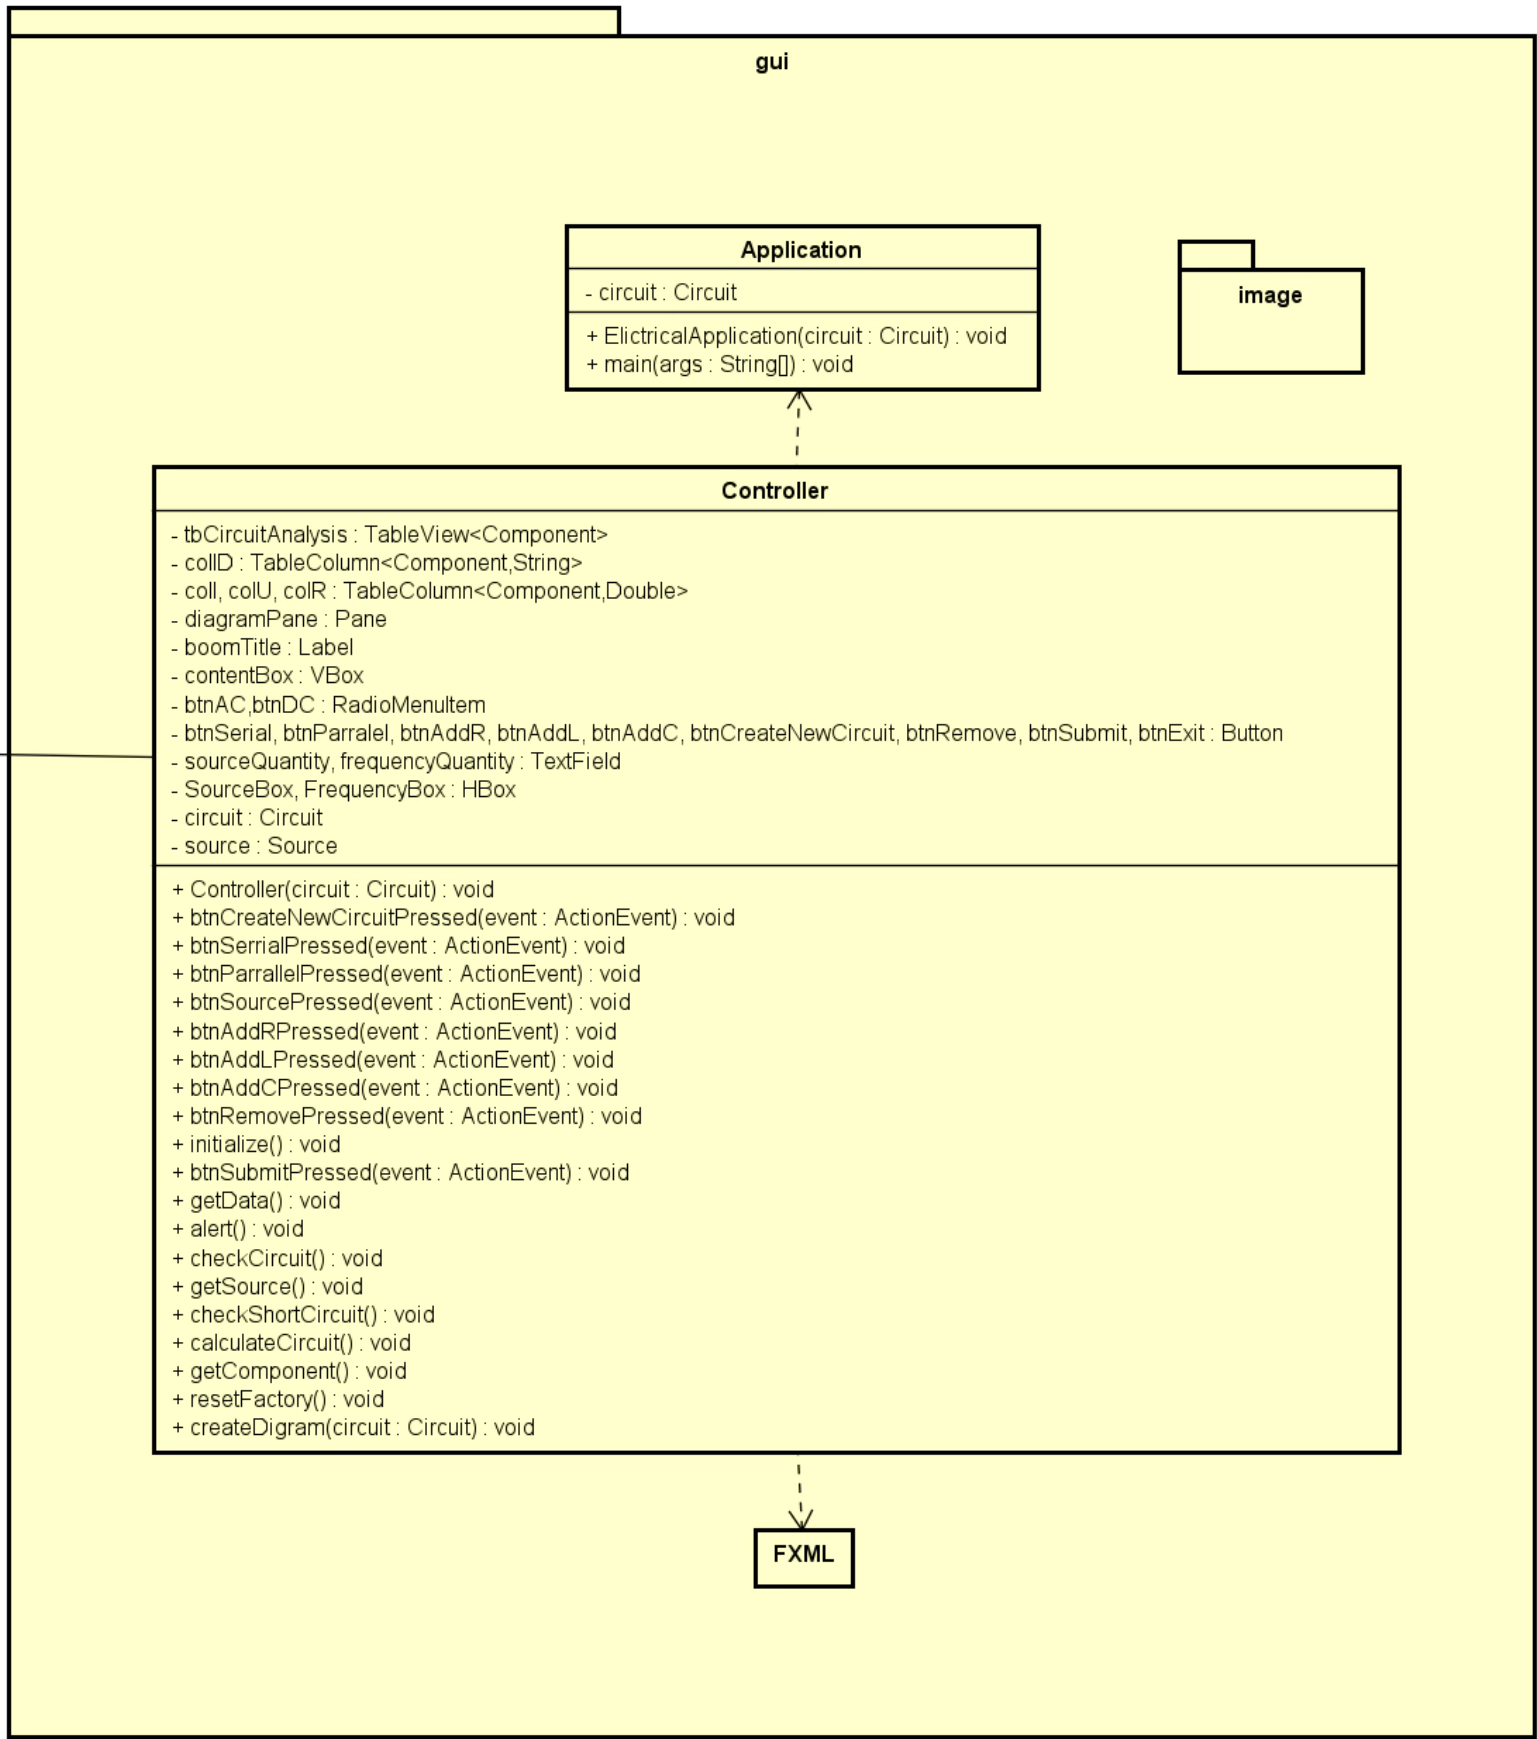 gui
Application
- circuit : Circuit
+ ElictricalApplication(circuit : Circuit) : void
+ main(args : String[]) : void
image
Controller
- tbCircuitAnalysis : TableView<Component>
- colID : TableColumn<Component,String>
- colI, colU, colR : TableColumn<Component,Double>
- diagramPane : Pane
- boomTitle : Label
- contentBox : VBox
- btnAC,btnDC : RadioMenuItem
- btnSerial, btnParralel, btnAddR, btnAddL, btnAddC, btnCreateNewCircuit, btnRemove, btnSubmit, btnExit : Button
- sourceQuantity, frequencyQuantity : TextField
- SourceBox, FrequencyBox : HBox
- circuit : Circuit
- source : Source
+ Controller(circuit : Circuit) : void
+ btnCreateNewCircuitPressed(event : ActionEvent) : void
+ btnSerrialPressed(event : ActionEvent) : void
+ btnParrallelPressed(event : ActionEvent) : void
+ btnSourcePressed(event : ActionEvent) : void
+ btnAddRPressed(event : ActionEvent) : void
+ btnAddLPressed(event : ActionEvent) : void
+ btnAddCPressed(event : ActionEvent) : void
+ btnRemovePressed(event : ActionEvent) : void
+ initialize() : void
+ btnSubmitPressed(event : ActionEvent) : void
+ getData() : void
+ alert() : void
+ checkCircuit() : void
+ getSource() : void
+ checkShortCircuit() : void
+ calculateCircuit() : void
+ getComponent() : void
+ resetFactory() : void
+ createDigram(circuit : Circuit) : void
FXML